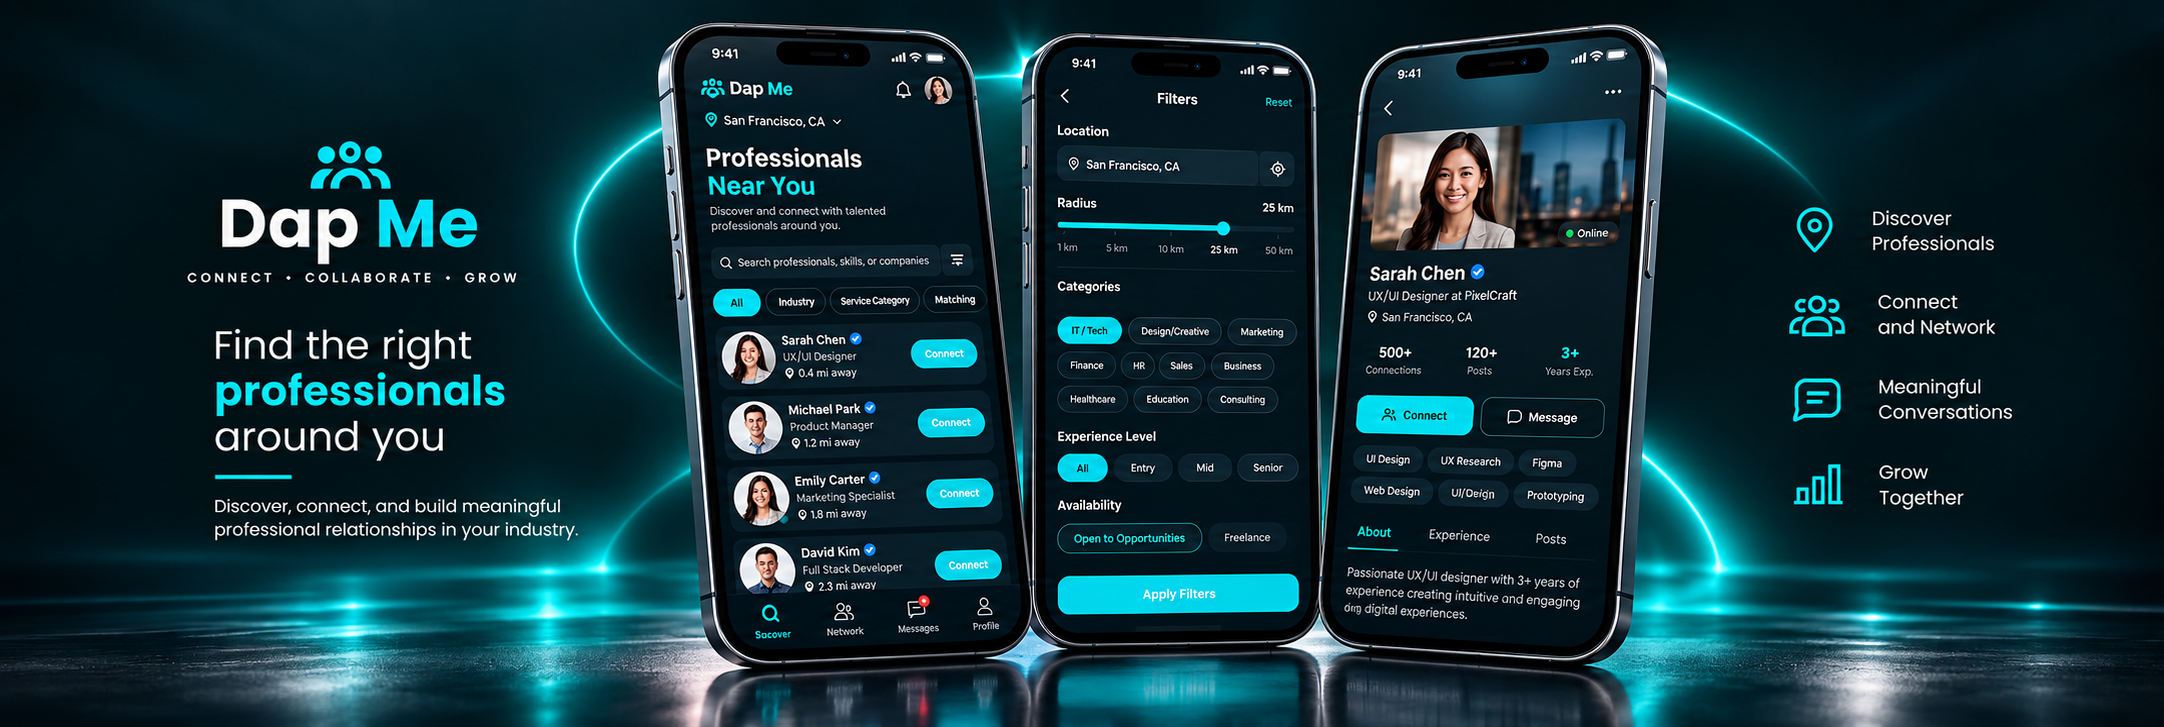 Dap Me
CONNECT • COLLABORATE • GROW
Find the right
professionals
around you
Discover, connect, and build meaningful
professional relationships in your industry.
9:41
Dap Me
San Francisco, CA
Professionals
Near You
Discover and connect with talented
professionals around you.
Search professionals, skills, or companies
All Industry Service Category Matching
Sarah Chen
UX/UI Designer
0.4 mi away
Connect
Michael Park
Product Manager
1.2 mi away
Connect
Emily Carter
Marketing Specialist
1.8 mi away
Connect
David Kim
Full Stack Developer
2.3 mi away
Connect
Socover Network Messages Profile
9:41
Filters
Reset
Location
San Francisco, CA
Radius 25 km
1 km 5 km 10 km 25 km 50 km
Categories
IT / Tech Design/Creative Marketing
Finance HR Sales Business
Healthcare Education Consulting
Experience Level
All Entry Mid Senior
Availability
Open to Opportunities Freelance
Apply Filters
9:41
Online
Sarah Chen
UX/UI Designer at PixelCraft
San Francisco, CA
500+ 120+ 3+
Connections Posts Years Exp.
Connect Message
UI Design UX Research Figma
Web Design UI/Deign Prototyping
About Experience Posts
Passionate UX/UI designer with 3+ years of
experience creating intuitive and engaging
digital experiences.
Discover
Professionals
Connect
and Network
Meaningful
Conversations
Grow
Together